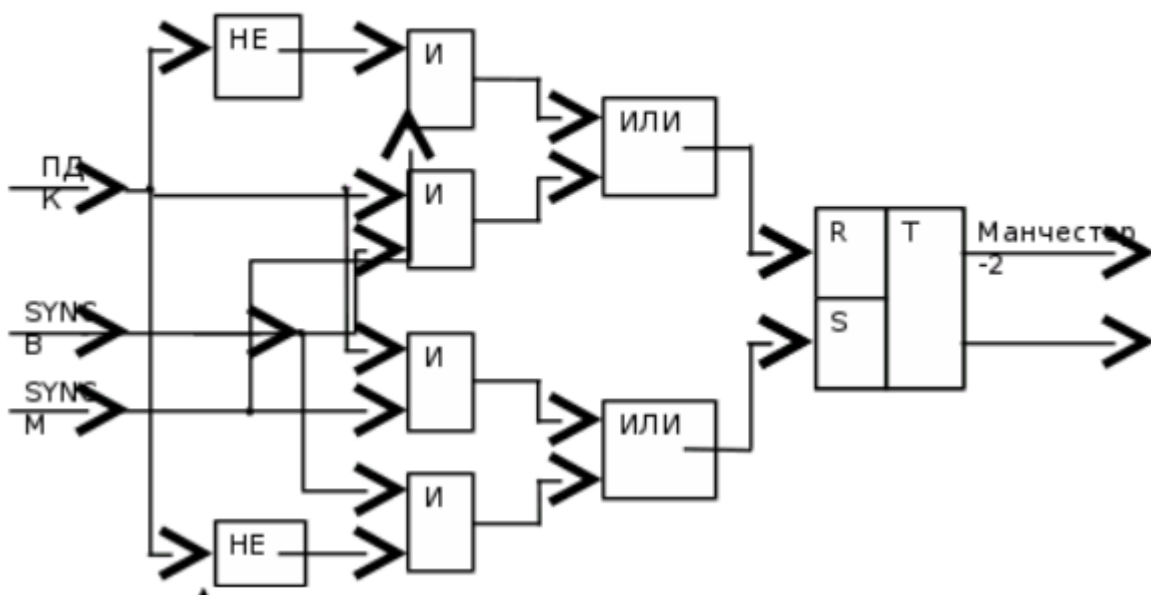 НЕ
И
ИЛИ
ПД
К
И
R
T
Манчестер
-2
SYNC
В
S
И
SYNC
М
ИЛИ
И
НЕ